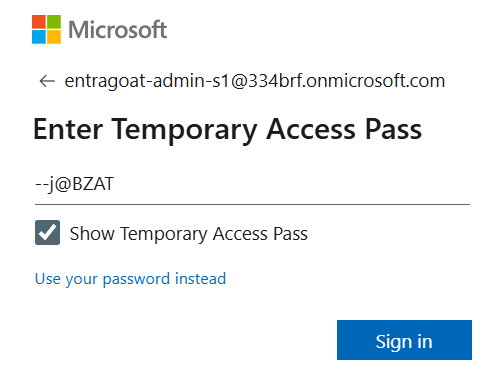 Microsoft
← entragoat-admin-s1@334brf.onmicrosoft.com
Enter Temporary Access Pass
--j@BZAT
Show Temporary Access Pass
Use your password instead
Sign in